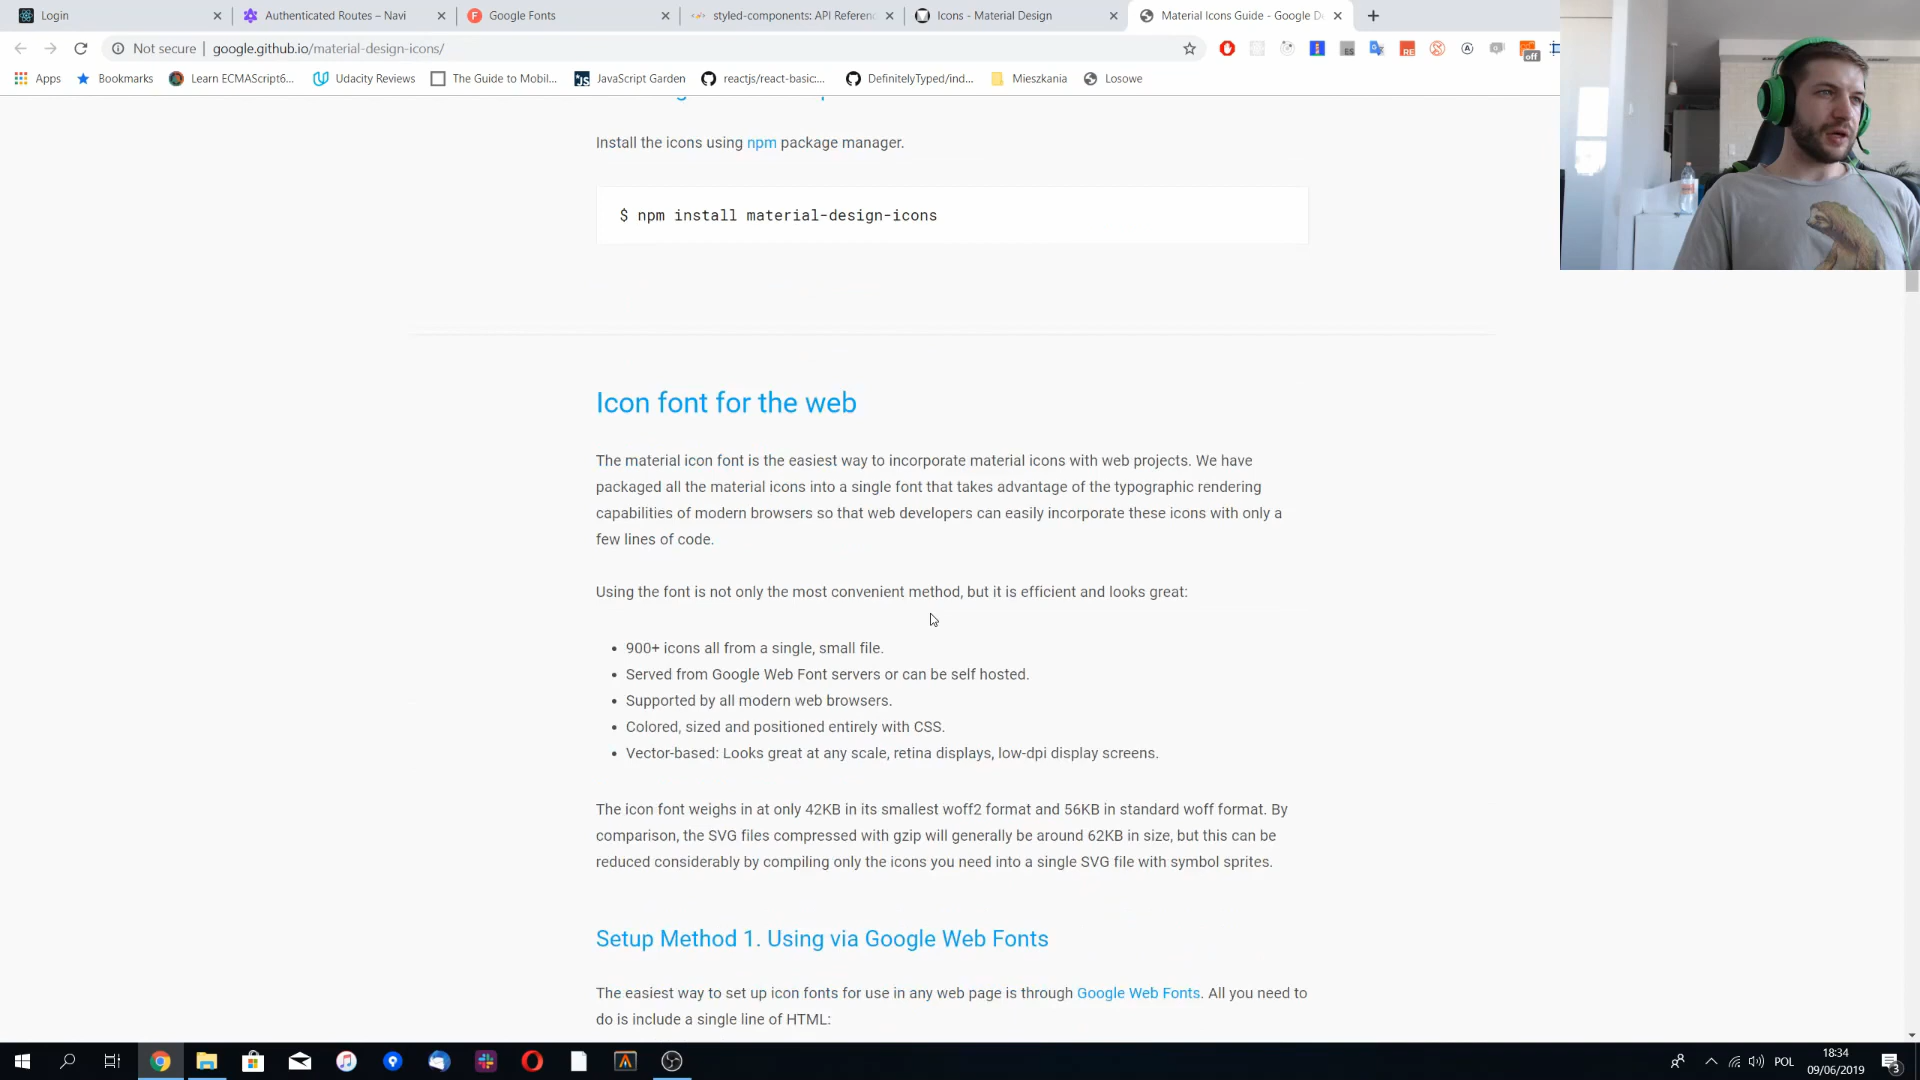 Login
Authenticated Routes – Navi
Google Fonts
styled-components: API Referen
Icons - Material Design
Material Icons Guide - Google D
Not secure
google.github.io/material-design-icons/
Apps
Bookmarks
Learn ECMAScript6...
Udacity Reviews
The Guide to Mobil...
JavaScript Garden
reactjs/react-basic:...
DefinitelyTyped/ind...
Mieszkania
Losowe
Install the icons using npm package manager.
$ npm install material-design-icons
Icon font for the web
The material icon font is the easiest way to incorporate material icons with web projects. We have
packaged all the material icons into a single font that takes advantage of the typographic rendering
capabilities of modern browsers so that web developers can easily incorporate these icons with only a
few lines of code.
Using the font is not only the most convenient method, but it is efficient and looks great:
• 900+ icons all from a single, small file.
• Served from Google Web Font servers or can be self hosted.
• Supported by all modern web browsers.
• Colored, sized and positioned entirely with CSS.
• Vector-based: Looks great at any scale, retina displays, low-dpi display screens.
The icon font weighs in at only 42KB in its smallest woff2 format and 56KB in standard woff format. By
comparison, the SVG files compressed with gzip will generally be around 62KB in size, but this can be
reduced considerably by compiling only the icons you need into a single SVG file with symbol sprites.
Setup Method 1. Using via Google Web Fonts
The easiest way to set up icon fonts for use in any web page is through Google Web Fonts. All you need to
do is include a single line of HTML:
POL
18:34
09/06/2019
3